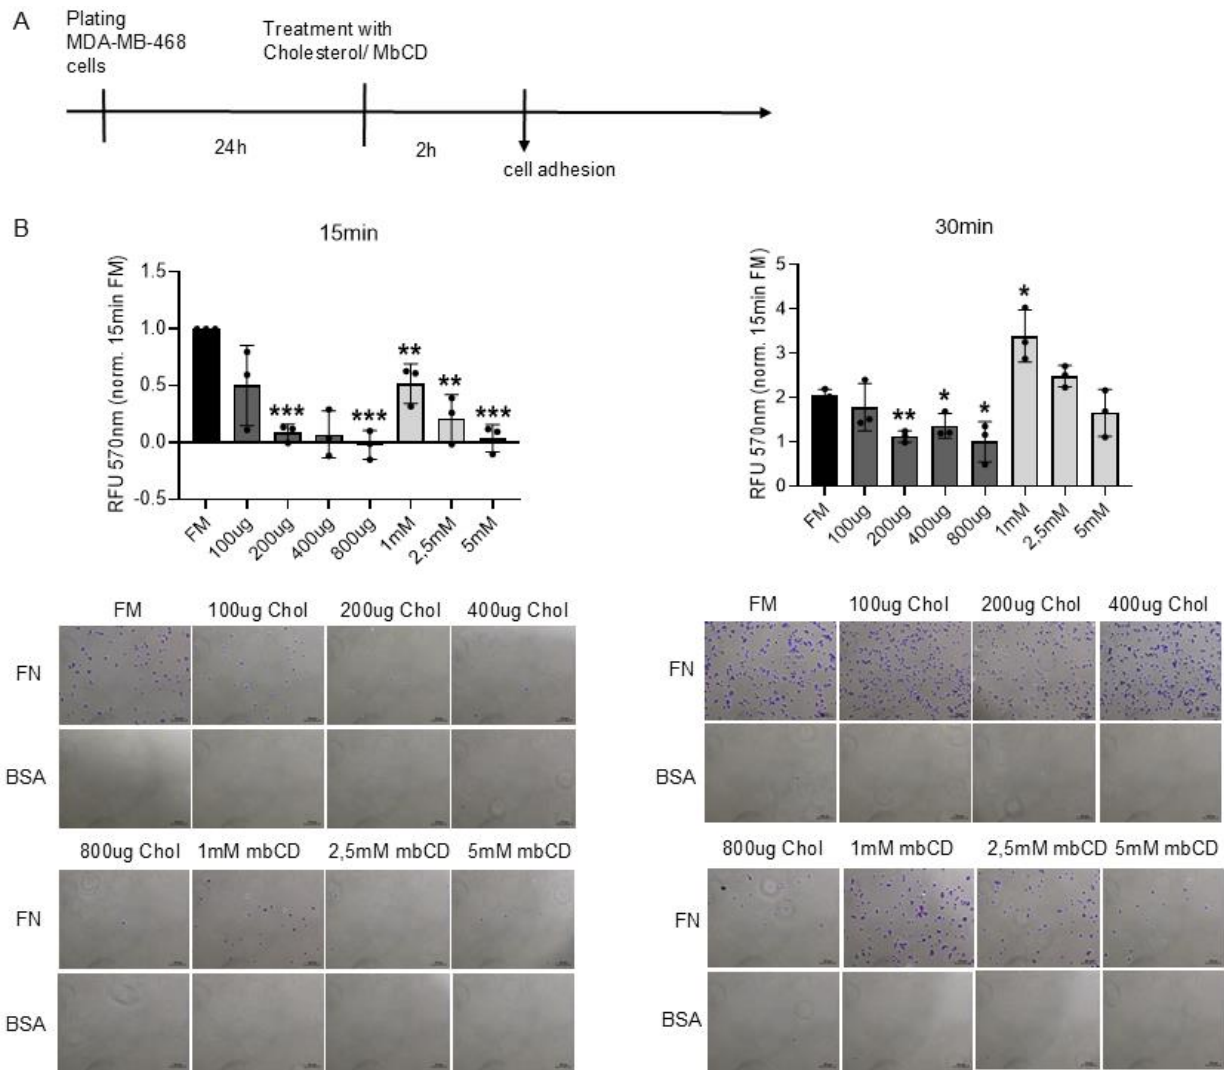 A
Plating
MDA-MB-468
cells
Treatment with
Cholesterol/ MbCD
24h
2h
cell adhesion
B
15min
RFU 570nm (norm. 15min FM)
1.5
1.0
0.5
0.0
-0.5
***
***
**
**
***
FM
100ug
200ug
400ug
800ug
1mM
2,5mM
5mM
30min
RFU 570nm (norm. 15min FM)
5
4
3
2
1
0
**
*
*
*
FM
100ug
200ug
400ug
800ug
1mM
2,5mM
5mM
FM 100ug Chol 200ug Chol 400ug Chol
FN
BSA
800ug Chol 1mM mbCD 2,5mM mbCD 5mM mbCD
FN
BSA
FM 100ug Chol 200ug Chol 400ug Chol
FN
BSA
800ug Chol 1mM mbCD 2,5mM mbCD 5mM mbCD
FN
BSA